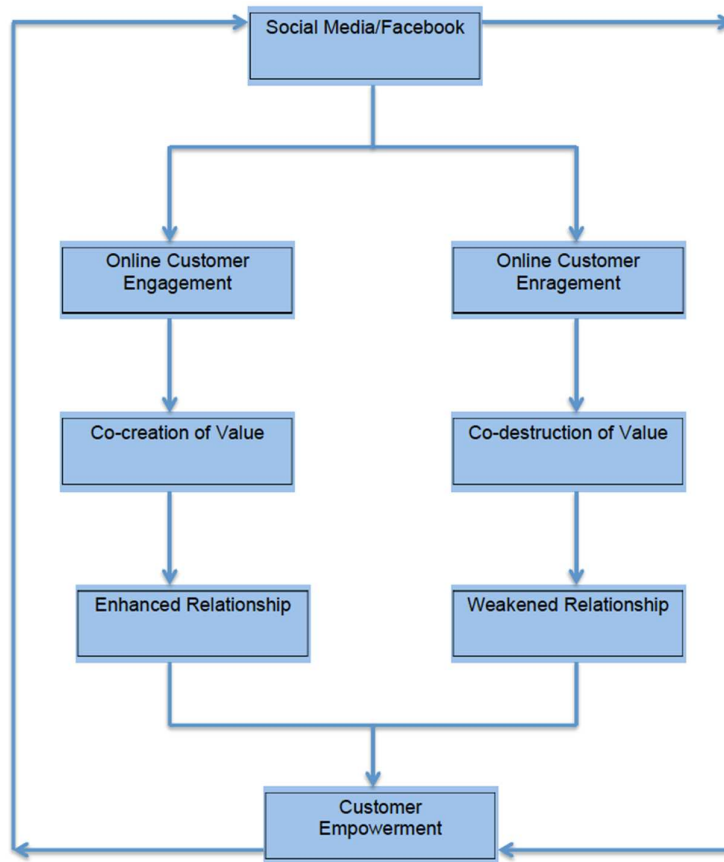 Social Media/Facebook
Online Customer
Engagement
Online Customer
Enragement
Co-creation of Value
Co-destruction of Value
Enhanced Relationship
Weakened Relationship
Customer
Empowerment